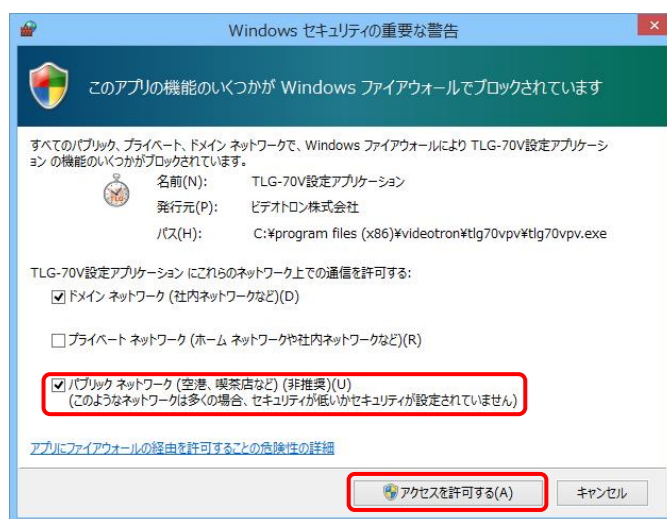 Windows セキュリティの重要な警告
このアプリの機能のいくつかが Windows ファイアウォールでブロックされています
すべてのパブリック、プライベート、ドメイン ネットワークで、Windows ファイアウォールにより TLG-70V設定アプリケーシ
ョン の機能のいくつかがブロックされています。
名前(N): TLG-70V設定アプリケーション
発行元(P): ビデオトロン株式会社
パス(H): C:¥program files (x86)¥videotron¥tlg70vpv¥tlg70vpv.exe
TLG-70V設定アプリケーション にこれらのネットワーク上での通信を許可する:
ドメイン ネットワーク (社内ネットワークなど)(D)
プライベート ネットワーク (ホーム ネットワークや社内ネットワークなど)(R)
パブリック ネットワーク (空港、喫茶店など) (非推奨)(U)
(このようなネットワークは多くの場合、セキュリティが低いかセキュリティが設定されていません)
アプリにファイアウォールの経由を許可することの危険性の詳細
アクセスを許可する(A) キャンセル